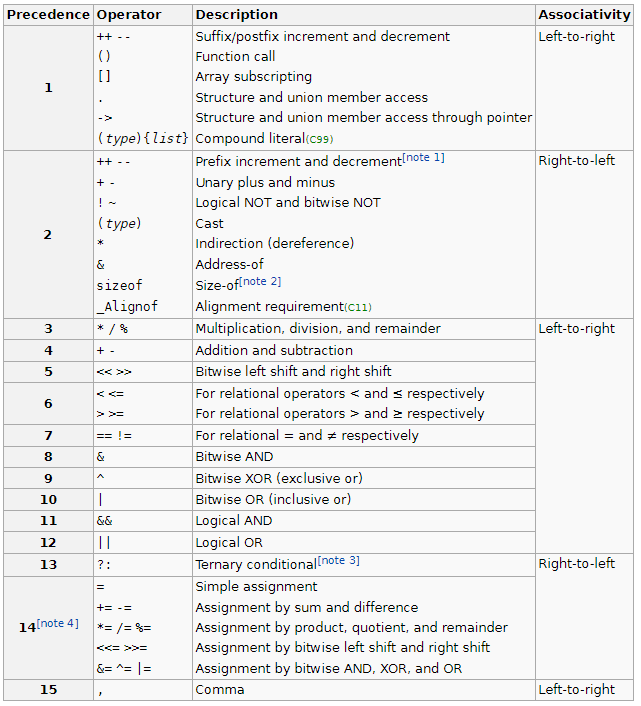 Precedence Operator Description Associativity
1 ++ -- Suffix/postfix increment and decrement Left-to-right
() Function call
[] Array subscripting
. Structure and union member access
-> Structure and union member access through pointer
(type){list} Compound literal(C99)
2 ++ -- Prefix increment and decrement[note 1] Right-to-left
+ - Unary plus and minus
! ~ Logical NOT and bitwise NOT
(type) Cast
* Indirection (dereference)
& Address-of
sizeof Size-of[note 2]
_Alignof Alignment requirement(C11)
3 * / % Multiplication, division, and remainder Left-to-right
4 + - Addition and subtraction
5 << >> Bitwise left shift and right shift
6 < <= For relational operators < and ≤ respectively
> >= For relational operators > and ≥ respectively
7 == != For relational = and ≠ respectively
8 & Bitwise AND
9 ^ Bitwise XOR (exclusive or)
10 | Bitwise OR (inclusive or)
11 && Logical AND
12 || Logical OR
13 ?: Ternary conditional[note 3] Right-to-left
14[note 4] = Simple assignment
+= -= Assignment by sum and difference
*= /= %= Assignment by product, quotient, and remainder
<<= >>= Assignment by bitwise left shift and right shift
&= ^= |= Assignment by bitwise AND, XOR, and OR
15 , Comma Left-to-right